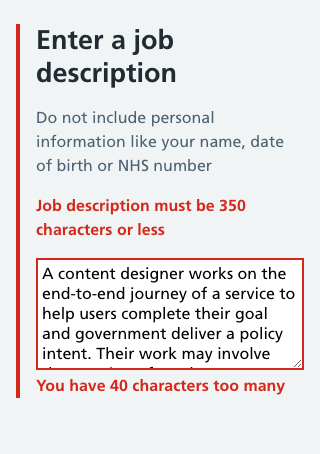 Enter a job
description
Do not include personal
information like your name, date
of birth or NHS number
Job description must be 350
characters or less
A content designer works on the
end-to-end journey of a service to
help users complete their goal
and government deliver a policy
intent. Their work may involve
You have 40 characters too many